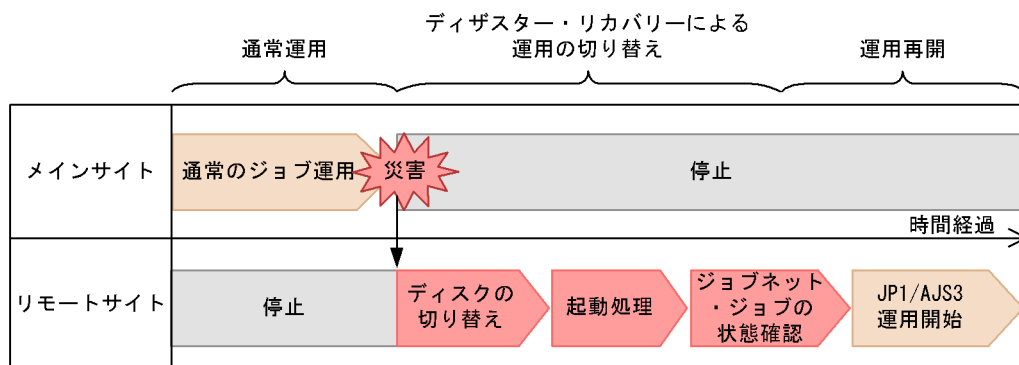 通常運用
ディザスター・リカバリーによる
運用の切り替え
運用再開
メインサイト
通常のジョブ運用
災害
停止
時間経過
リモートサイト
停止
ディスクの
切り替え
起動処理
ジョブネット
・ジョブの
状態確認
JP1/AJS3
運用開始